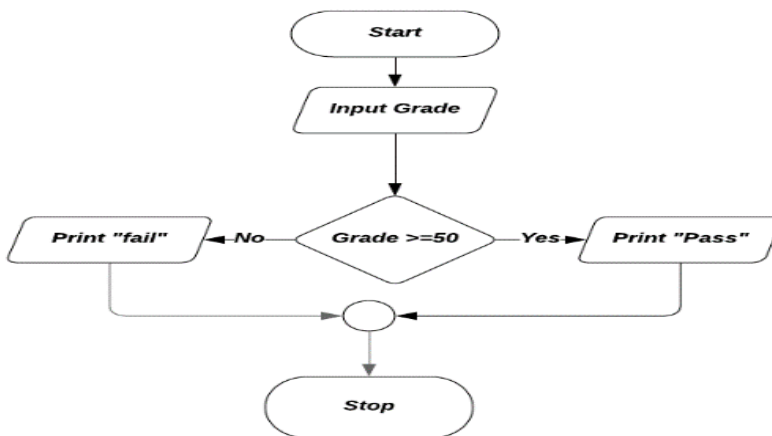 Start
Input Grade
Grade >=50
No
Yes
Print "fail"
Print "Pass"
Stop